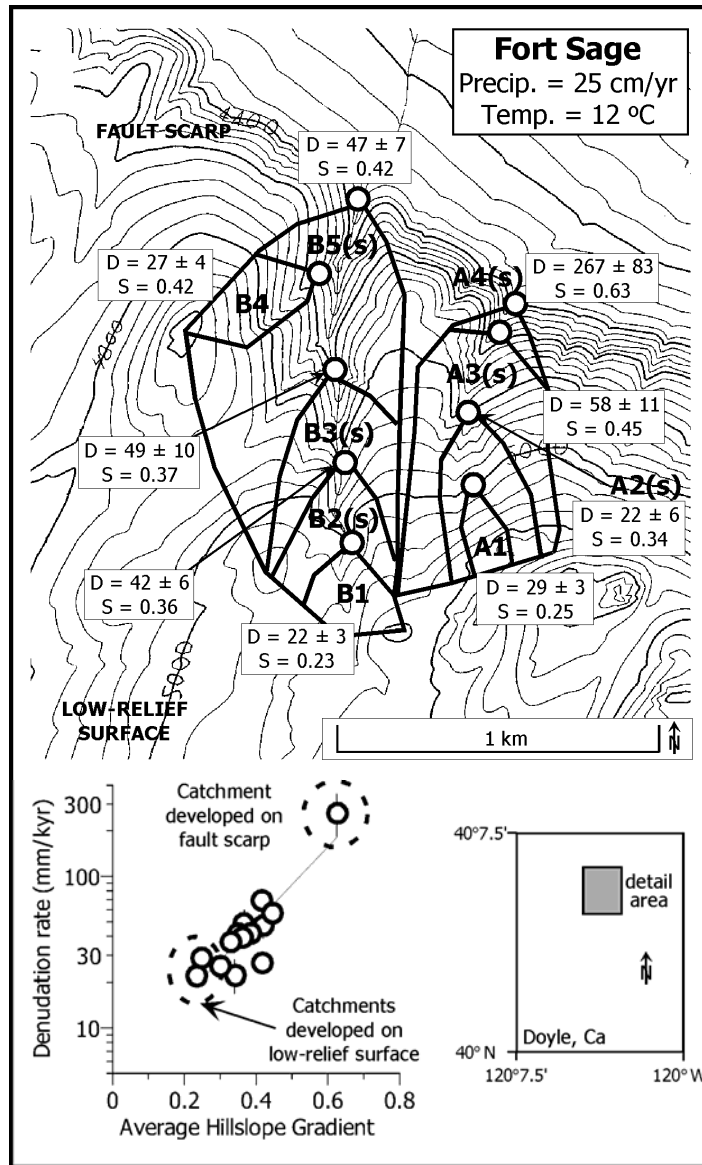 Fort Sage
Precip. = 25 cm/yr
Temp. = 12 ºC
4400
FAULT SCARP
D = 47 ± 7
S = 0.42
B5(s)
D = 27 ± 4
S = 0.42
B4
A4(s)
D = 267 ± 83
S = 0.63
4000
A3(s)
D = 58 ± 11
S = 0.45
B3(s)
D = 49 ± 10
S = 0.37
A2(s)
D = 22 ± 6
S = 0.34
B2(s)
A1
D = 29 ± 3
S = 0.25
D = 42 ± 6
S = 0.36
B1
D = 22 ± 3
S = 0.23
5000
LOW-RELIEF
SURFACE
1 km
N
Catchment
developed on
fault scarp
Denudation rate (mm/kyr)
300
100
30
10
Catchments
developed on
low-relief surface
0
0.2
0.4
0.6
0.8
Average Hillslope Gradient
40°7.5'
detail
area
N
Doyle, Ca
40° N
120°7.5'
120° W